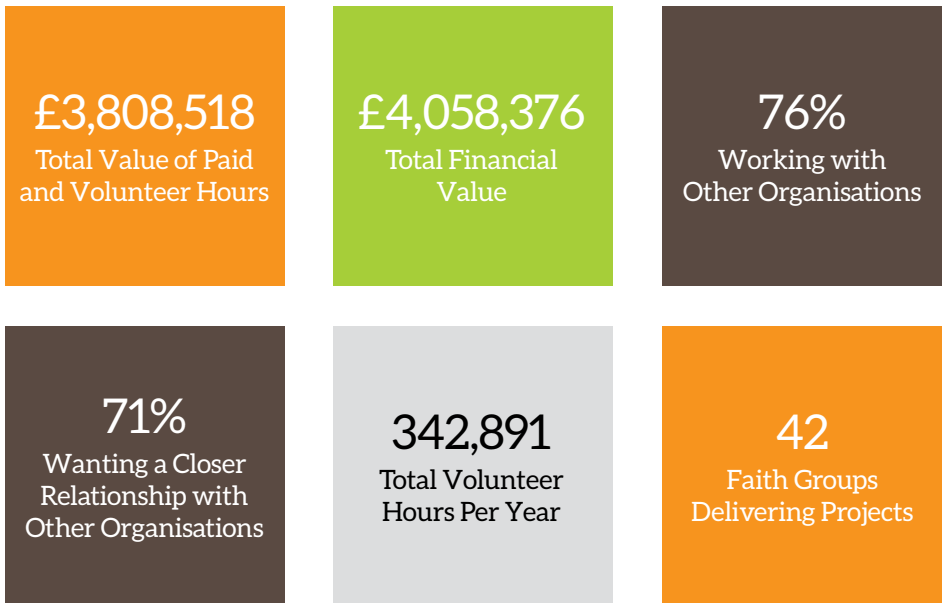 £3,808,518
Total Value of Paid
and Volunteer Hours
£4,058,376
Total Financial
Value
76%
Working with
Other Organisations
71%
Wanting a Closer
Relationship with
Other Organisations
342,891
Total Volunteer
Hours Per Year
42
Faith Groups
Delivering Projects